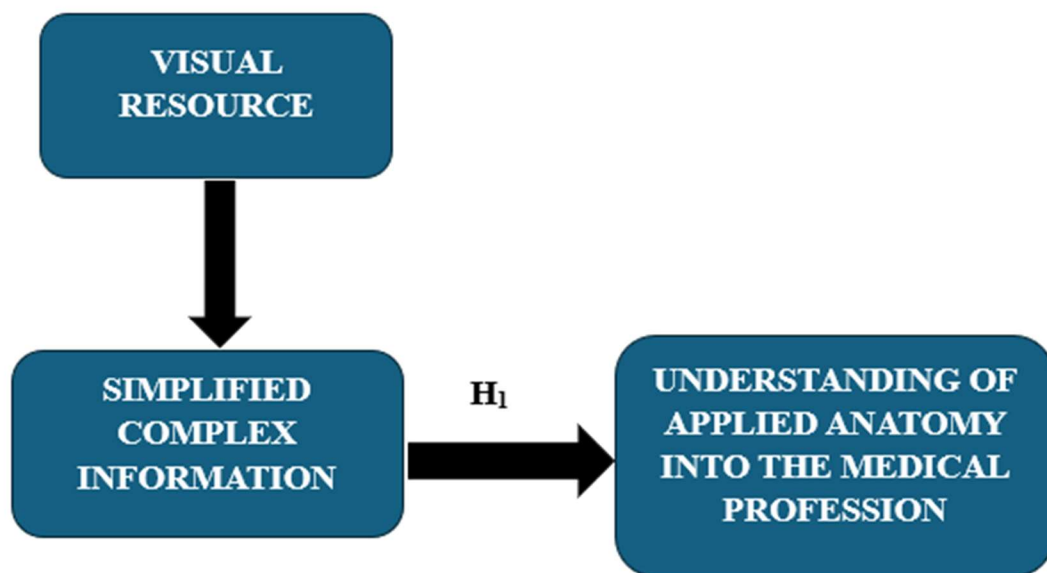 VISUAL
RESOURCE
SIMPLIFIED
COMPLEX
INFORMATION
H₁
UNDERSTANDING OF
APPLIED ANATOMY
INTO THE MEDICAL
PROFESSION